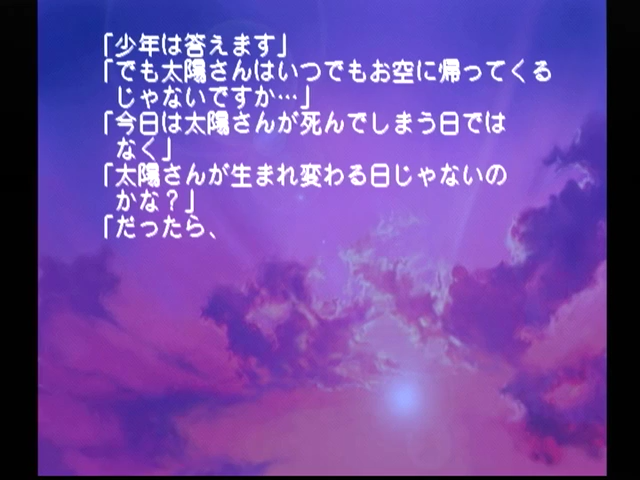 「少年は答えます」
「でも太陽さんはいつでもお空に帰ってくる
じゃないですか…」
「今日は太陽さんが死んでしまう日では
なく」
「太陽さんが生まれ変わる日じゃないの
かな？」
「だったら、